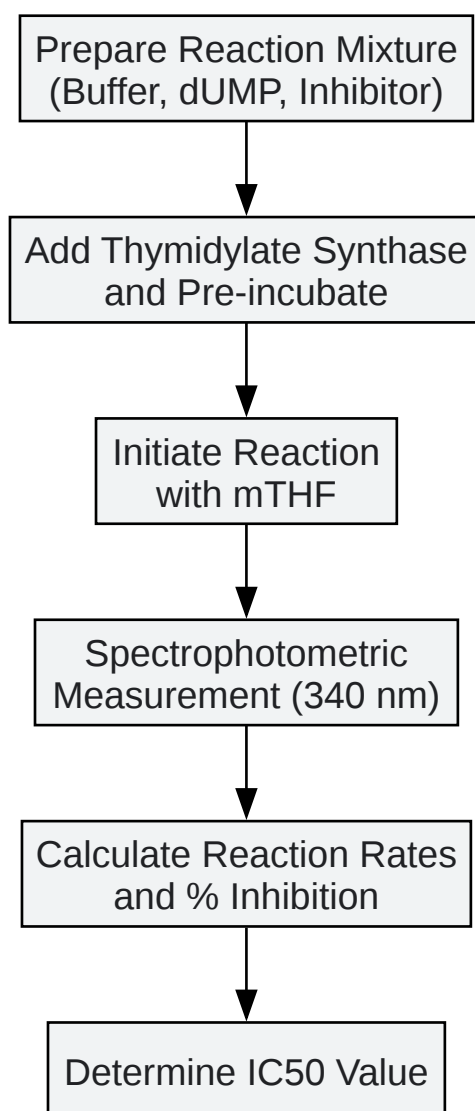 Prepare Reaction Mixture
(Buffer, dUMP, Inhibitor)
Add Thymidylate Synthase
and Pre-incubate
Initiate Reaction
with mTHF
Spectrophotometric
Measurement (340 nm)
Calculate Reaction Rates
and % Inhibition
Determine IC50 Value